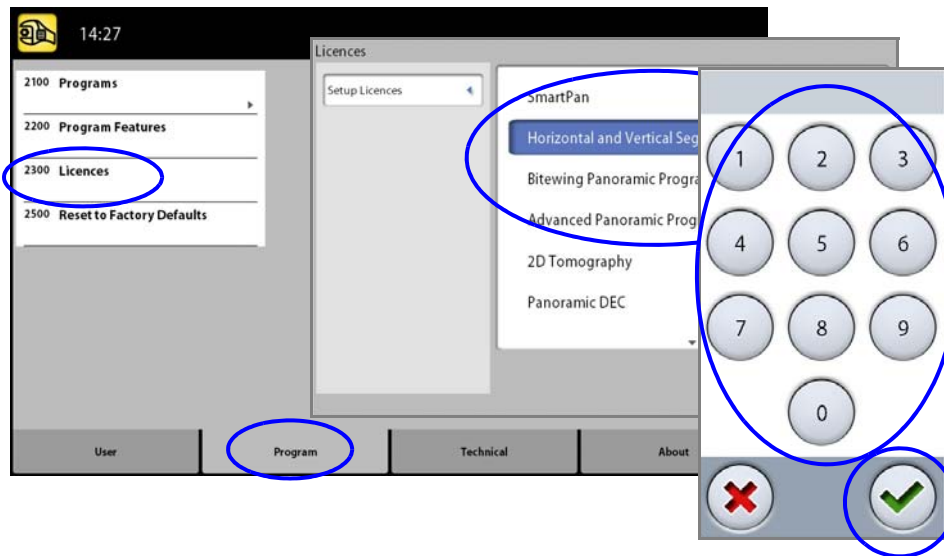 14:27
2100 Programs
2200 Program Features
2300 Licences
2500 Reset to Factory Defaults
Licences
Setup Licences
SmartPan
Horizontal and Vertical Seg
Bitewing Panoramic Progra
Advanced Panoramic Prog
2D Tomography
Panoramic DEC
1 2 3
4 5 6
7 8 9
0
User Program Technical About